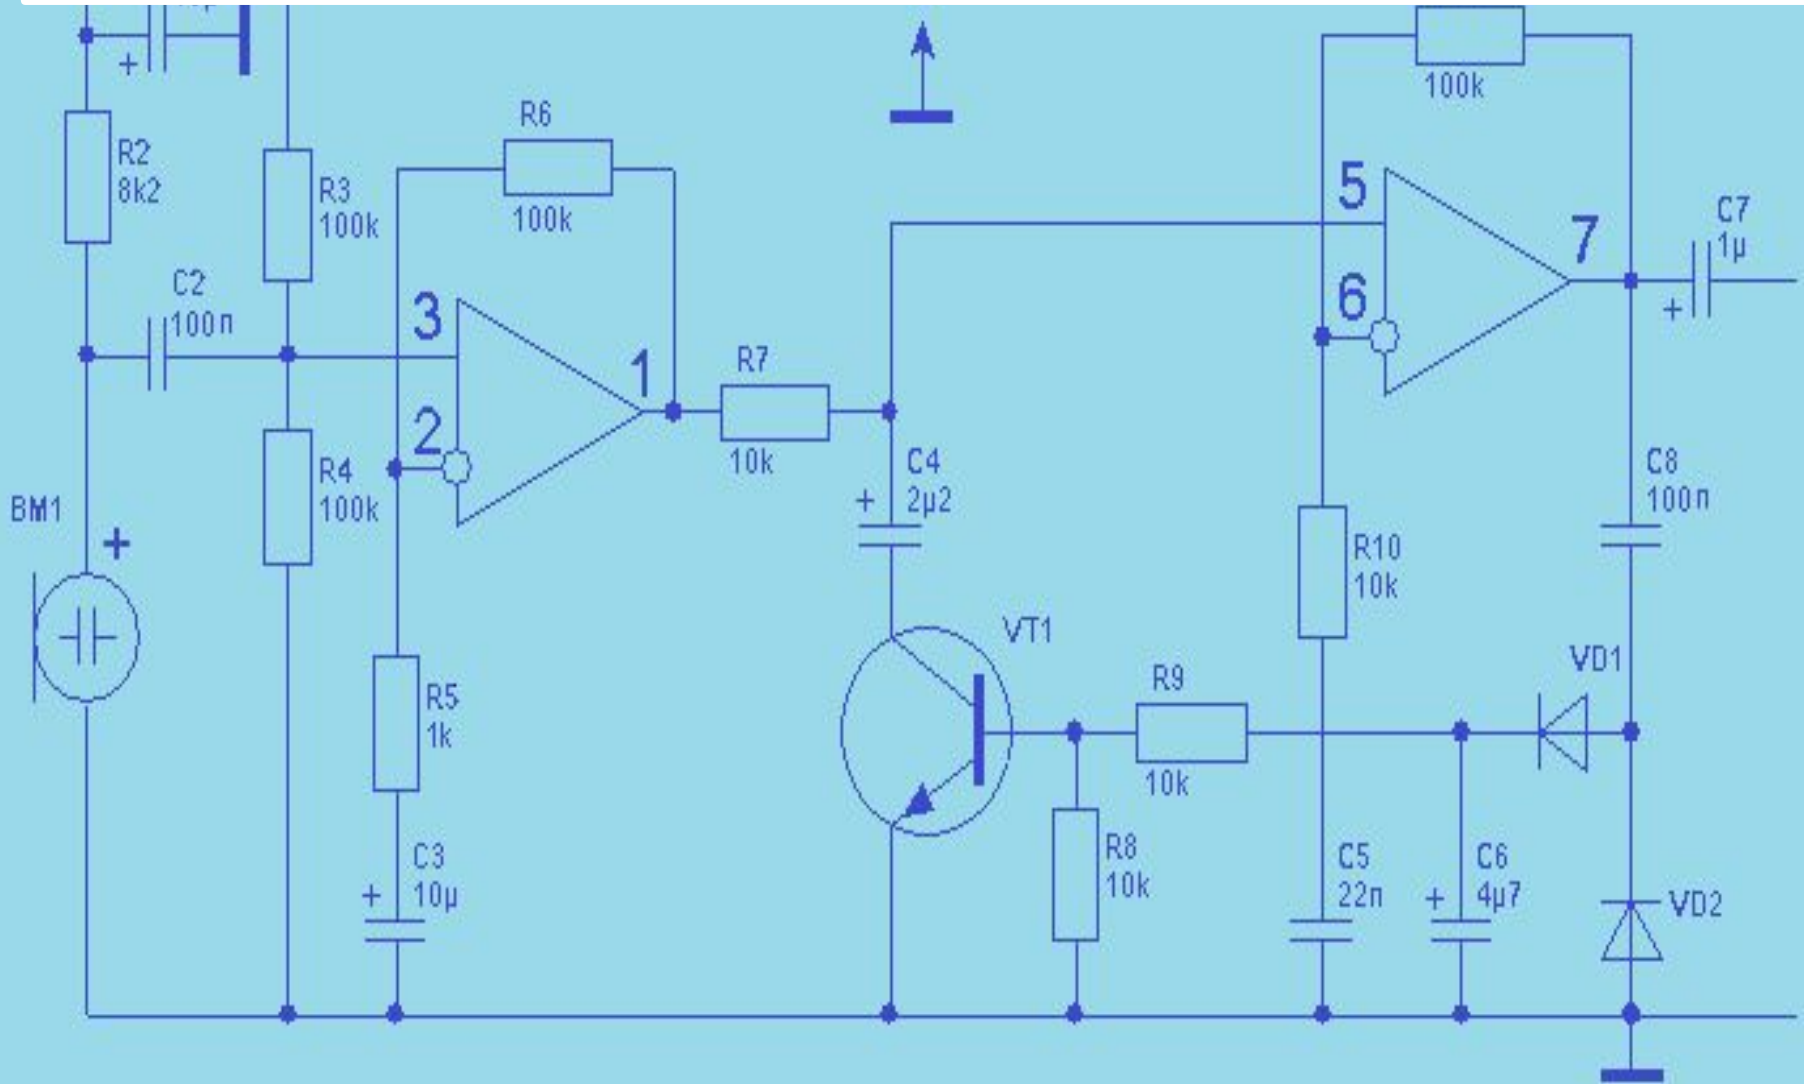 +
R2
8k2
R3
100k
R6
100k
C2
100n
3
2
1
R7
10k
R4
100k
BM1
+
R5
1k
C3
+
10µ
C4
+
2µ2
VT1
R9
10k
R8
10k
100k
5
6
7
C7
1µ
+
R10
10k
C8
100n
VD1
C5
22n
C6
+
4µ7
VD2